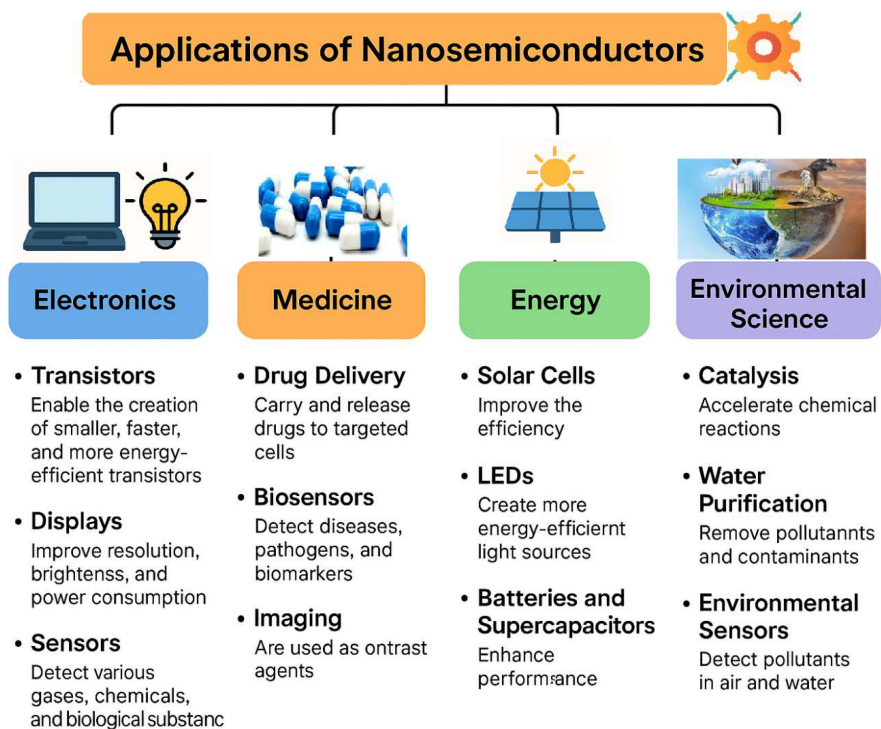 Applications of Nanosemiconductors
Electronics
• Transistors
Enable the creation
of smaller, faster,
and more energy-
efficient transistors
• Displays
Improve resolution,
brightenss, and
power consumption
• Sensors
Detect various
gases, chemicals,
and biological substanc
Medicine
• Drug Delivery
Carry and release
drugs to targeted
cells
• Biosensors
Detect diseases,
pathogens, and
biomarkers
• Imaging
Are used as ontrast
agents
Energy
• Solar Cells
Improve the
efficiency
• LEDs
Create more
energy-efficiernt
light sources
• Batteries and
Supercapacitors
Enhance
performance
Environmental
Science
• Catalysis
Accelerate chemical
reactions
• Water
Purification
Remove pollutannts
and contaminants
• Environmental
Sensors
Detect pollutants
in air and water